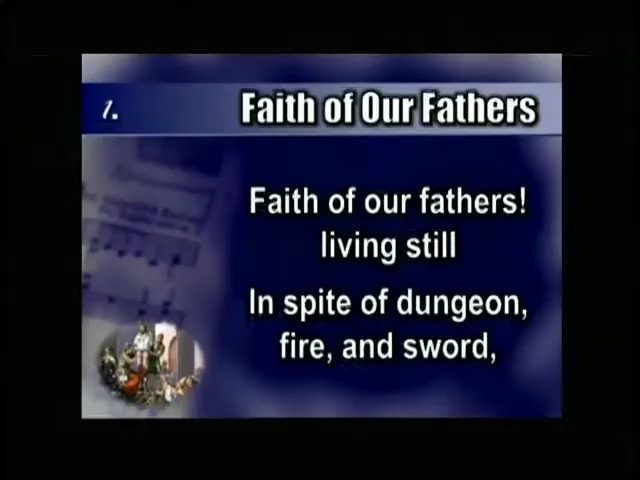 1.
Faith of Our Fathers
Faith of our fathers!
living still
In spite of dungeon,
fire, and sword,